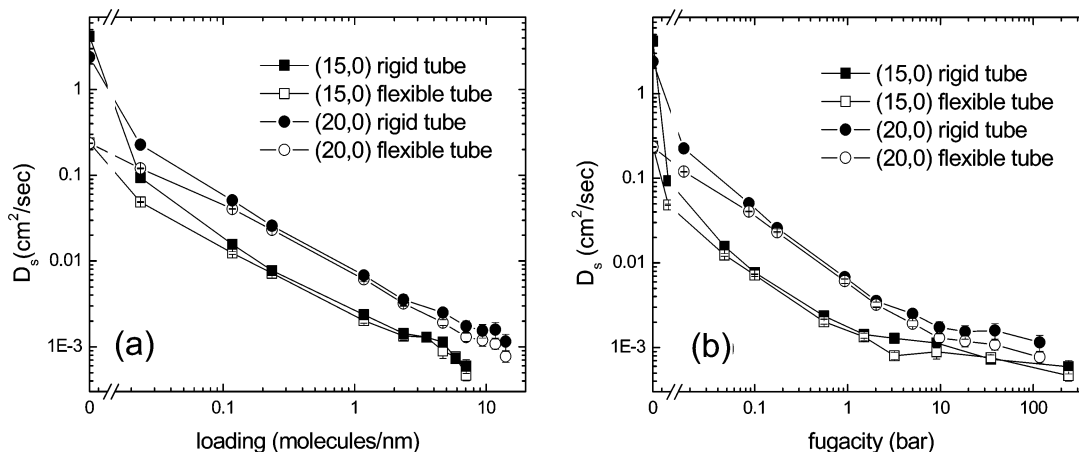 (15,0) rigid tube
(15,0) flexible tube
(20,0) rigid tube
(20,0) flexible tube
1
0.1
0.01
1E-3
Ds(cm²/sec)
(a)
0
0.1
1
10
loading (molecules/nm)
(15,0) rigid tube
(15,0) flexible tube
(20,0) rigid tube
(20,0) flexible tube
1
0.1
0.01
1E-3
Ds (cm²/sec)
(b)
0
0.1
1
10
100
fugacity (bar)